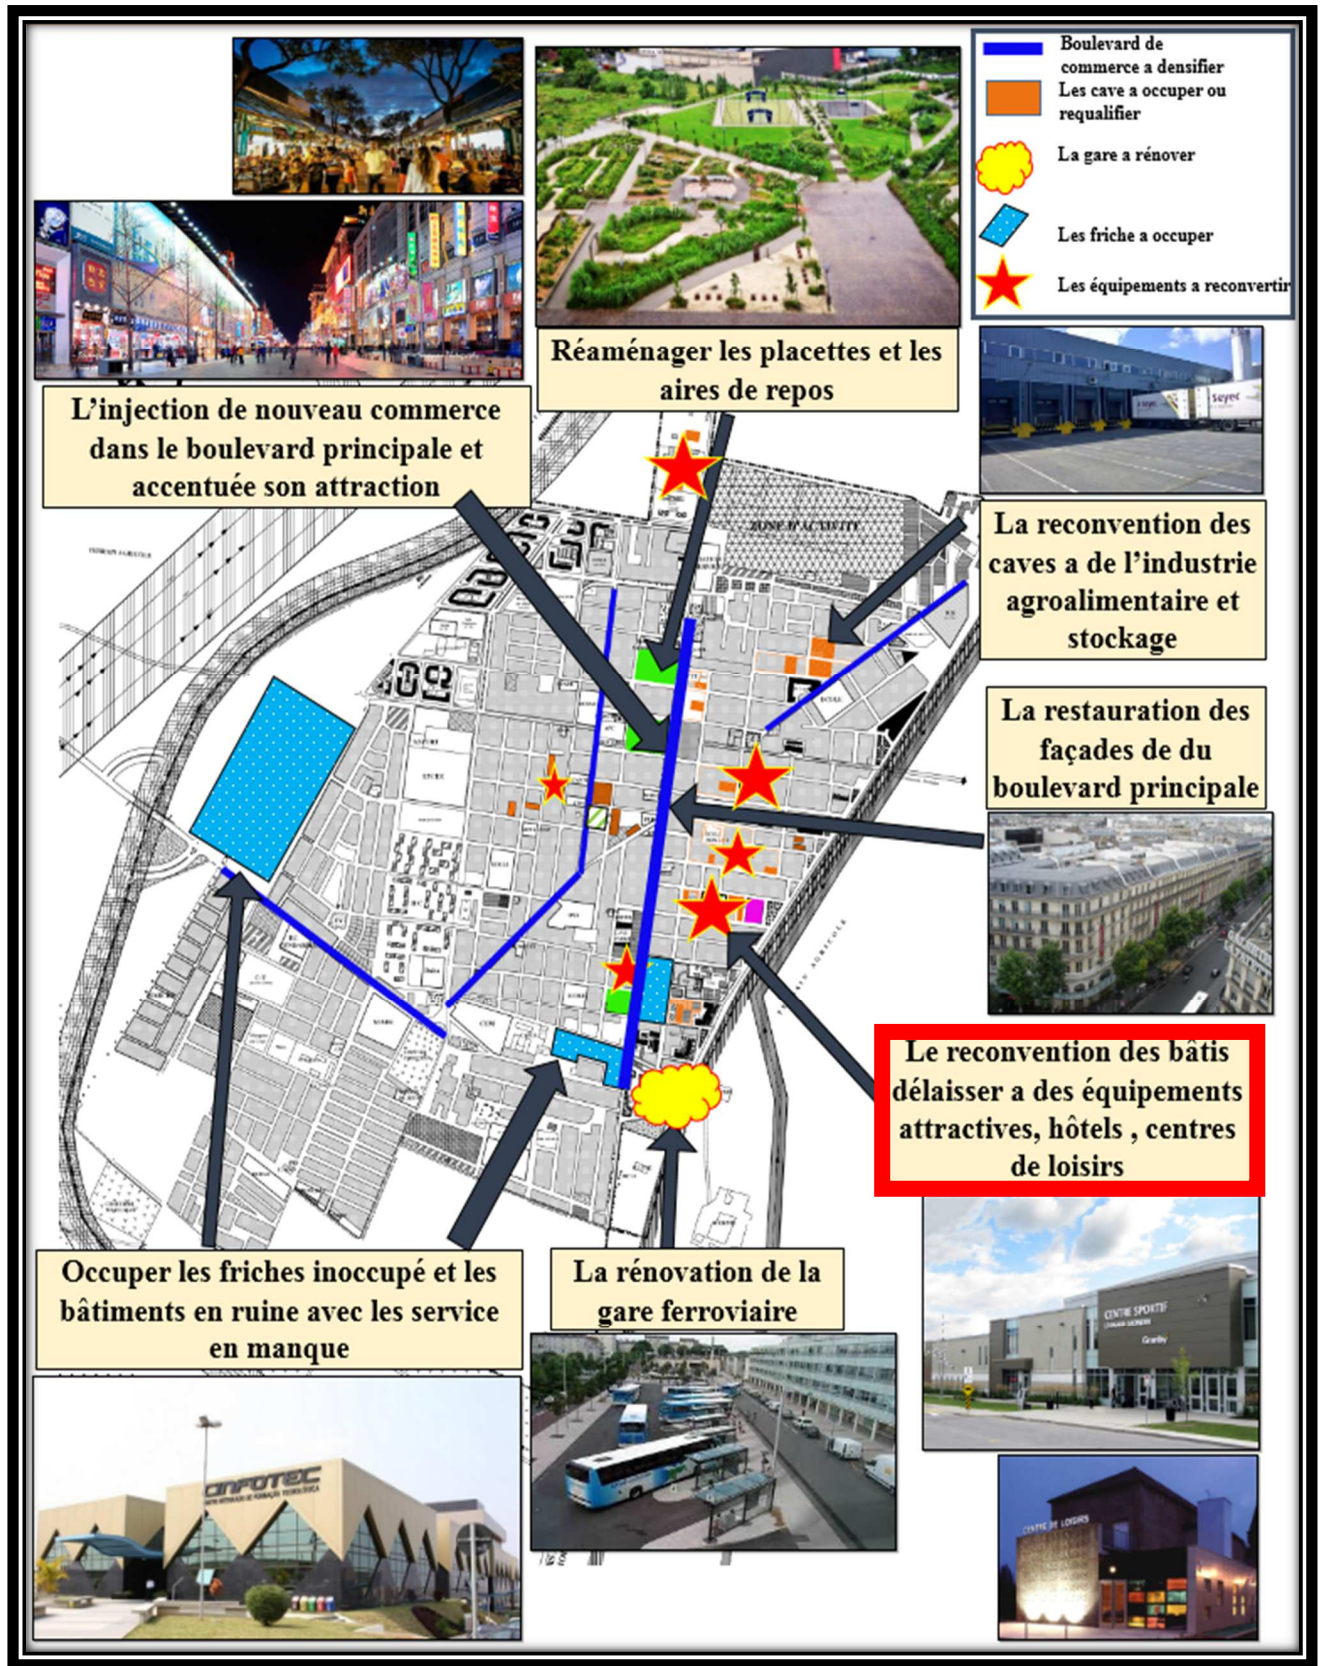 Boulevard de
commerce a densifier
Les cave a occuper ou
requalifier
La gare a rénover
Les friche a occuper
Les équipements a reconvertir
Réaménager les placettes et les
aires de repos
L’injection de nouveau commerce
dans le boulevard principale et
accentuée son attraction
La reconvention des
caves a de l’industrie
agroalimentaire et
stockage
ZONE D'ACTIVITE
La restauration des
façades de du
boulevard principale
ECOLE
AGRICOLE
Le reconvention des bâtis
délaisser a des équipements
attractives, hôtels , centres
de loisirs
Occuper les friches inoccupé et les
bâtiments en ruine avec les service
en manque
La rénovation de la
gare ferroviaire
CENTRE SPORTIF
Granby
CINFOTEC
CENTRE DE LOISIRS